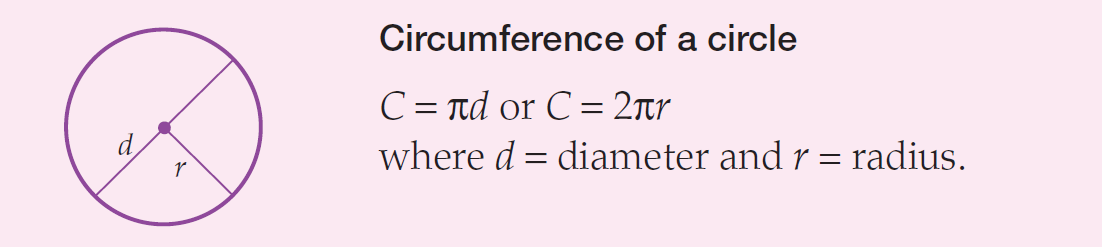 Circumference of a circle
C = πd or C = 2πr
where d = diameter and r = radius.
d
r